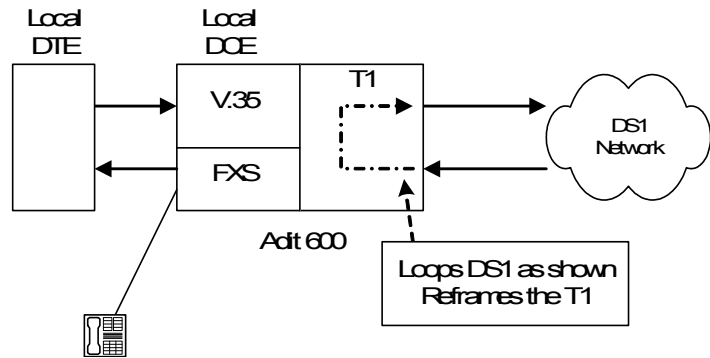 Local
DTE
Local
DCE
V.35
FXS
T1
DS1
Network
Adit 600
Loops DS1 as shown
Reframes the T1